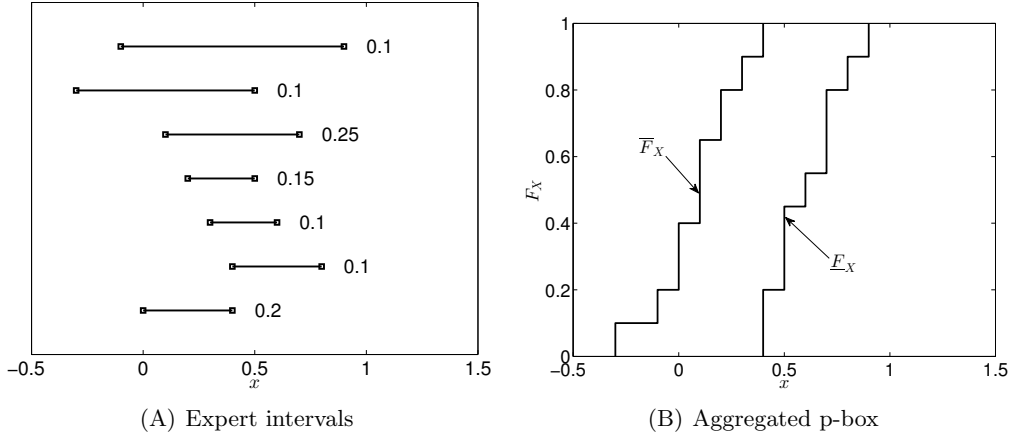 0.1
0.1
0.25
0.15
0.1
0.1
0.2
−0.5 0 0.5 1 1.5
x
(A) Expert intervals
1
0.8
0.6
0.4
0.2
0
F_X
F̅_X
F̲_X
−0.5 0 0.5 1 1.5
x
(B) Aggregated p-box